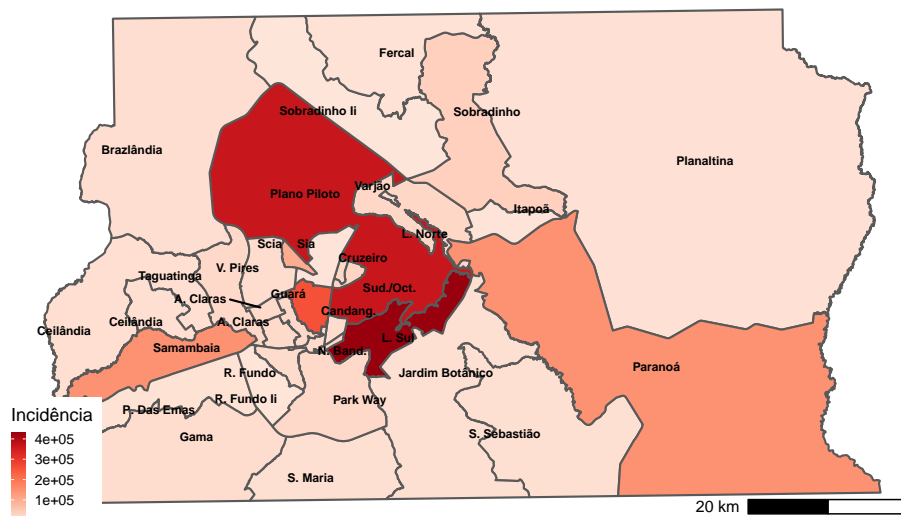 Fercal
Sobradinho Ii
Sobradinho
Brazlândia
Planaltina
Varjão
Plano Piloto
Itapoã
L. Norte
Scia
Sia
Cruzeiro
V. Pires
Taguatinga
Sud./Oct.
Guará
A. Claras
Candang.
Ceilândia
Ceilândia
A. Claras
L. Sul
Samambaia
N. Band.
Paranoá
R. Fundo
Jardim Botânico
R. Fundo Ii
Park Way
P. Das Emas
Gama
S. Sebastião
S. Maria
Incidência
4e+05
3e+05
2e+05
1e+05
20 km